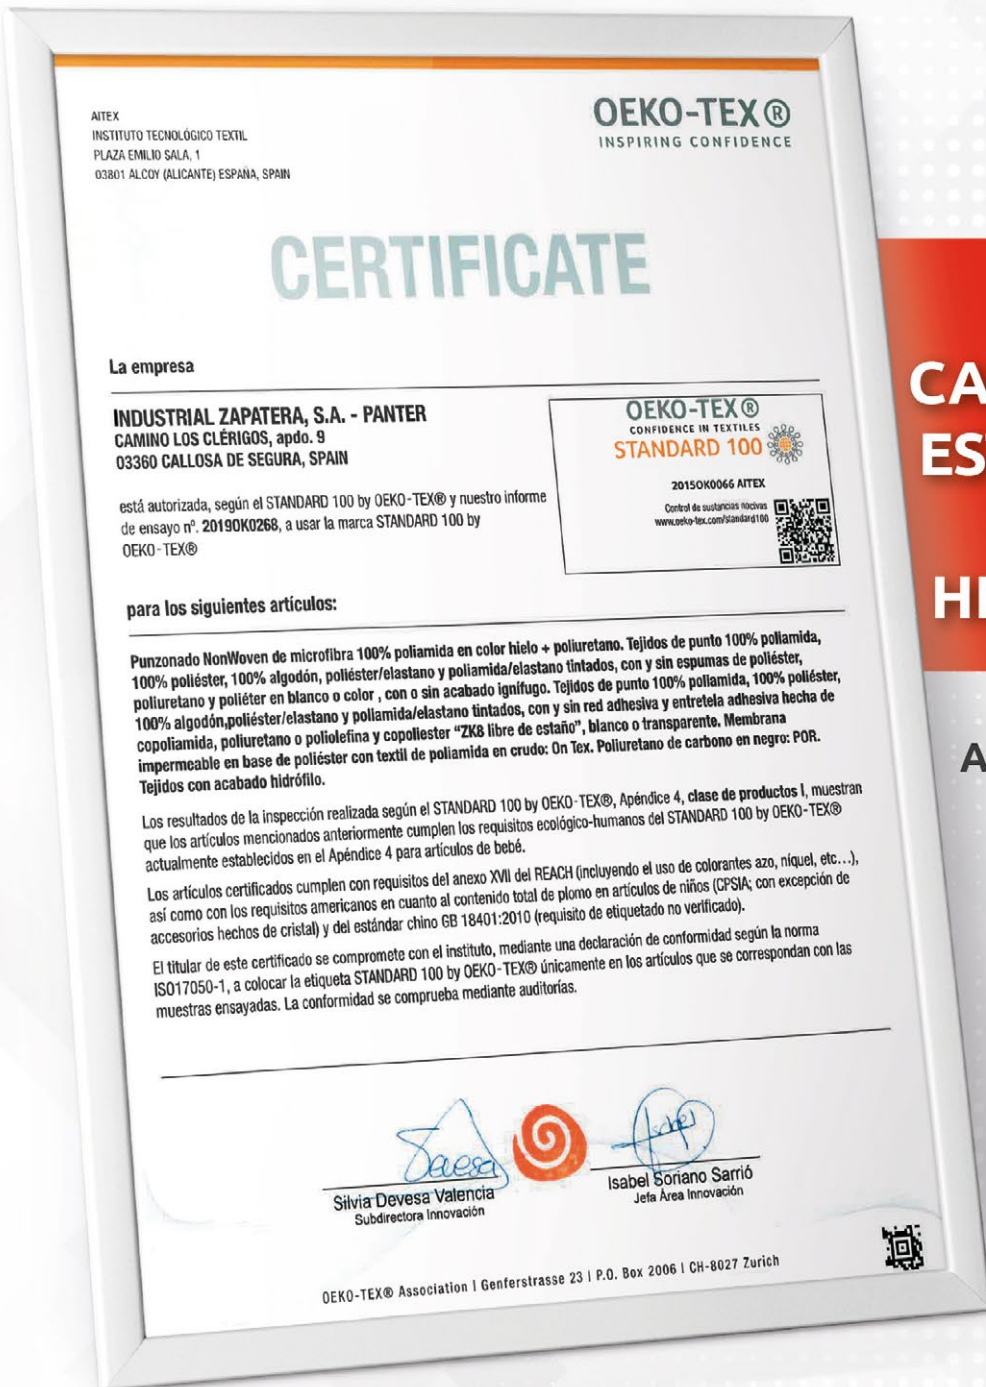 AITEX
INSTITUTO TECNOLÓGICO TEXTIL
PLAZA EMILIO SALA, 1
03801 ALCOY (ALICANTE) ESPAÑA, SPAIN
OEKO-TEX®
INSPIRING CONFIDENCE
CERTIFICATE
La empresa
INDUSTRIAL ZAPATERA, S.A. - PANTER
CAMINO LOS CLÉRIGOS, apdo. 9
03360 CALLOSA DE SEGURA, SPAIN
está autorizada, según el STANDARD 100 by OEKO-TEX® y nuestro informe
de ensayo nº. 2019OK0268, a usar la marca STANDARD 100 by
OEKO-TEX®
OEKO-TEX®
CONFIDENCE IN TEXTILES
STANDARD 100
2015OK0066 AITEX
Control de sustancias nocivas
www.oeko-tex.com/standard100
para los siguientes artículos:
Punzonado NonWoven de microfibra 100% poliamida en color hielo + poliuretano. Tejidos de punto 100% poliamida,
100% poliéster, 100% algodón, poliéster/elastano y poliamida/elastano tintados, con y sin espumas de poliéster,
poliuretano y poliéter en blanco o color , con o sin acabado ignífugo. Tejidos de punto 100% poliamida, 100% poliéster,
100% algodón,poliéster/elastano y poliamida/elastano tintados, con y sin red adhesiva y entretela adhesiva hecha de
copoliamida, poliuretano o poliolefina y copoliester “ZK8 libre de estaño”, blanco o transparente. Membrana
impermeable en base de poliéster con textil de poliamida en crudo: On Tex. Poliuretano de carbono en negro: POR.
Tejidos con acabado hidrófilo.
Los resultados de la inspección realizada según el STANDARD 100 by OEKO-TEX®, Apéndice 4, clase de productos I, muestran
que los artículos mencionados anteriormente cumplen los requisitos ecológico-humanos del STANDARD 100 by OEKO-TEX®
actualmente establecidos en el Apéndice 4 para artículos de bebé.
Los artículos certificados cumplen con requisitos del anexo XVII del REACH (incluyendo el uso de colorantes azo, níquel, etc...),
así como con los requisitos americanos en cuanto al contenido total de plomo en artículos de niños (CPSIA; con excepción de
accesorios hechos de cristal) y del estándar chino GB 18401:2010 (requisito de etiquetado no verificado).
El titular de este certificado se compromete con el instituto, mediante una declaración de conformidad según la norma
ISO17050-1, a colocar la etiqueta STANDARD 100 by OEKO-TEX® únicamente en los artículos que se correspondan con las
muestras ensayadas. La conformidad se comprueba mediante auditorías.
Devesa
Isabel
Silvia Devesa Valencia
Subdirectora Innovación
Isabel Soriano Sarrió
Jefa Área Innovación
OEKO-TEX® Association | Genferstrasse 23 | P.O. Box 2006 | CH-8027 Zurich
CA
ES
A